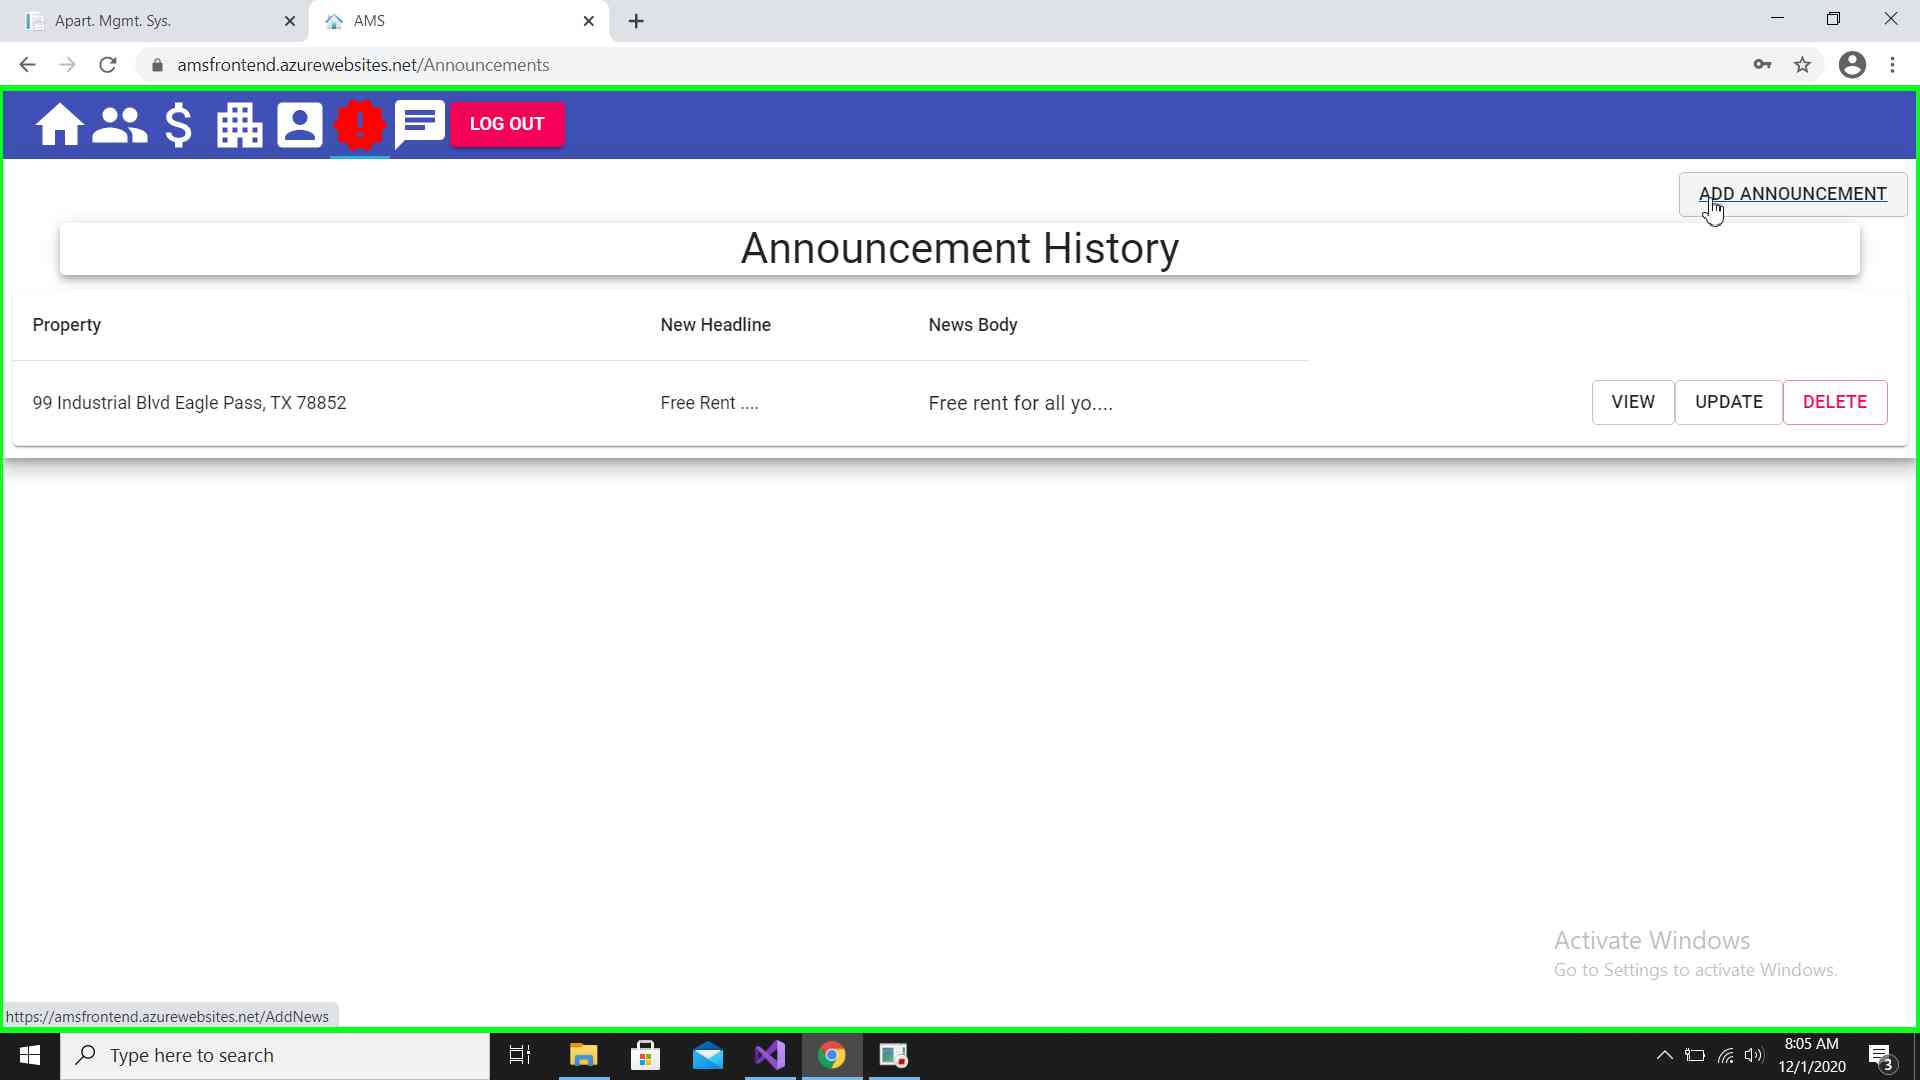 Apart. Mgmt. Sys.
AMS
amsfrontend.azurewebsites.net/Announcements
LOG OUT
ADD ANNOUNCEMENT
Announcement History
Property New Headline News Body
99 Industrial Blvd Eagle Pass, TX 78852 Free Rent .... Free rent for all yo.... VIEW UPDATE DELETE
Activate Windows
Go to Settings to activate Windows.
https://amsfrontend.azurewebsites.net/AddNews
Type here to search
8:05 AM
12/1/2020
3